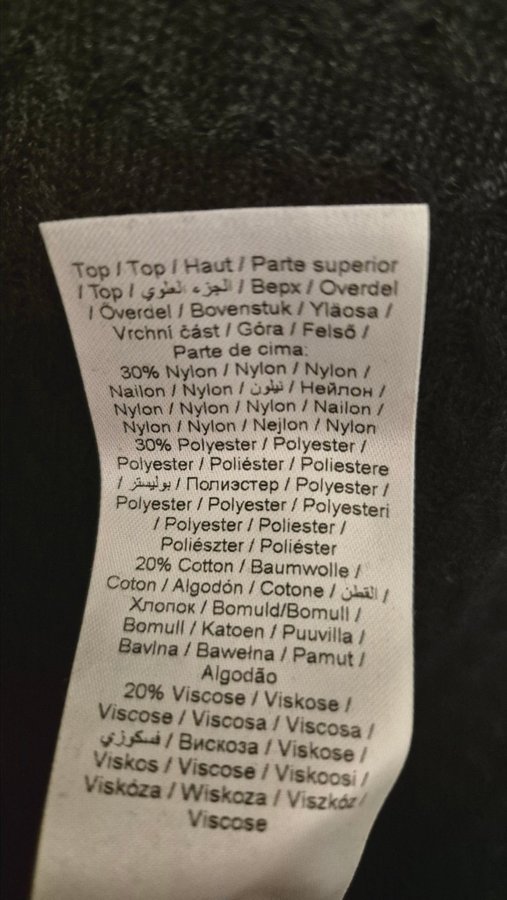 Top / Top / Haut / Parte superior
/ Top / الجزء العلوي / Верх / Overdel
/ Överdel / Bovenstuk / Yläosa /
Vrchní část / Góra / Felső /
Parte de cima:
30% Nylon / Nylon / Nylon /
Nailon / Nylon / نيلون / Нейлон /
Nylon / Nylon / Nylon / Nailon /
Nylon / Nylon / Nejlon / Nylon
30% Polyester / Polyester /
Polyester / Poliéster / Poliestere
/ بوليستر / Полиэстер / Polyester /
Polyester / Polyester / Polyesteri
/ Polyester / Poliester /
Poliészter / Poliéster
20% Cotton / Baumwolle /
Coton / Algodón / Cotone / القطن /
Хлопок / Bomuld/Bomull /
Bomull / Katoen / Puuvilla /
Bavlna / Bawełna / Pamut /
Algodão
20% Viscose / Viskose /
Viscose / Viscosa / Viscosa /
فسكوزي / Вискоза / Viskose /
Viskos / Viscose / Viskoosi /
Viskóza / Wiskoza / Viszkóz /
Viscose